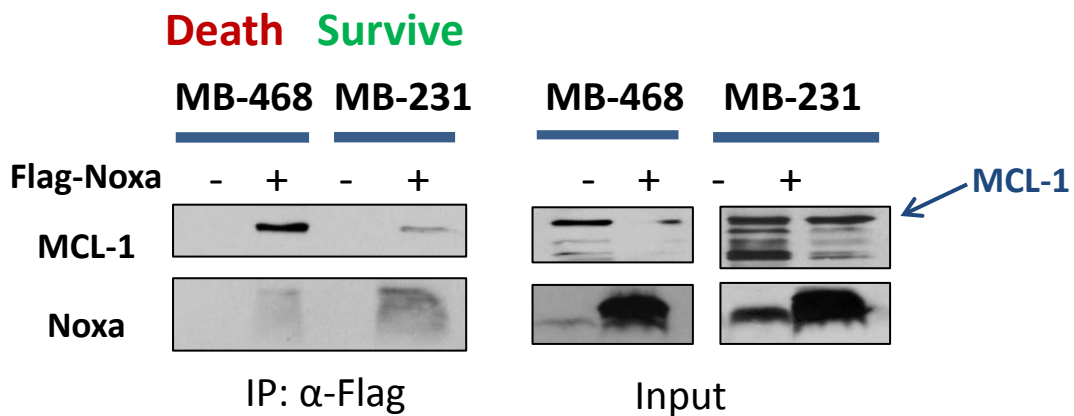 Death Survive
MB-468 MB-231 MB-468 MB-231
Flag-Noxa - + - + - + - +
MCL-1
MCL-1
Noxa
IP: α-Flag Input